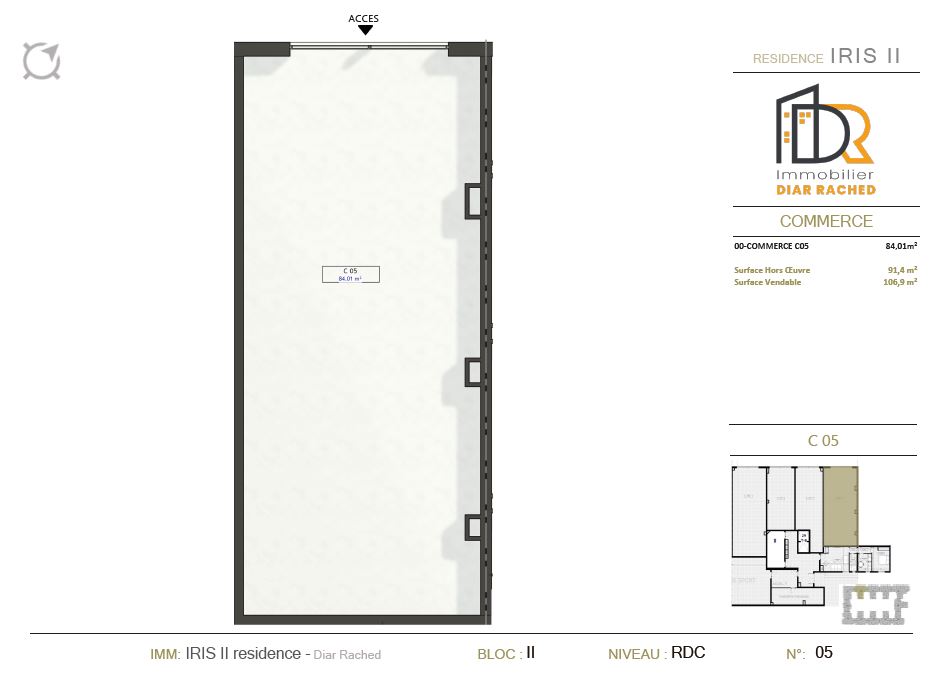 ACCES
RESIDENCE IRIS II
DR
Immobilier
DIAR RACHED
COMMERCE
00-COMMERCE C05 84,01m²
Surface Hors Œuvre 91,4 m²
Surface Vendable 106,9 m²
C 05
84.01 m²
C 05
IMM: IRIS II residence - Diar Rached BLOC : II NIVEAU : RDC N°: 05